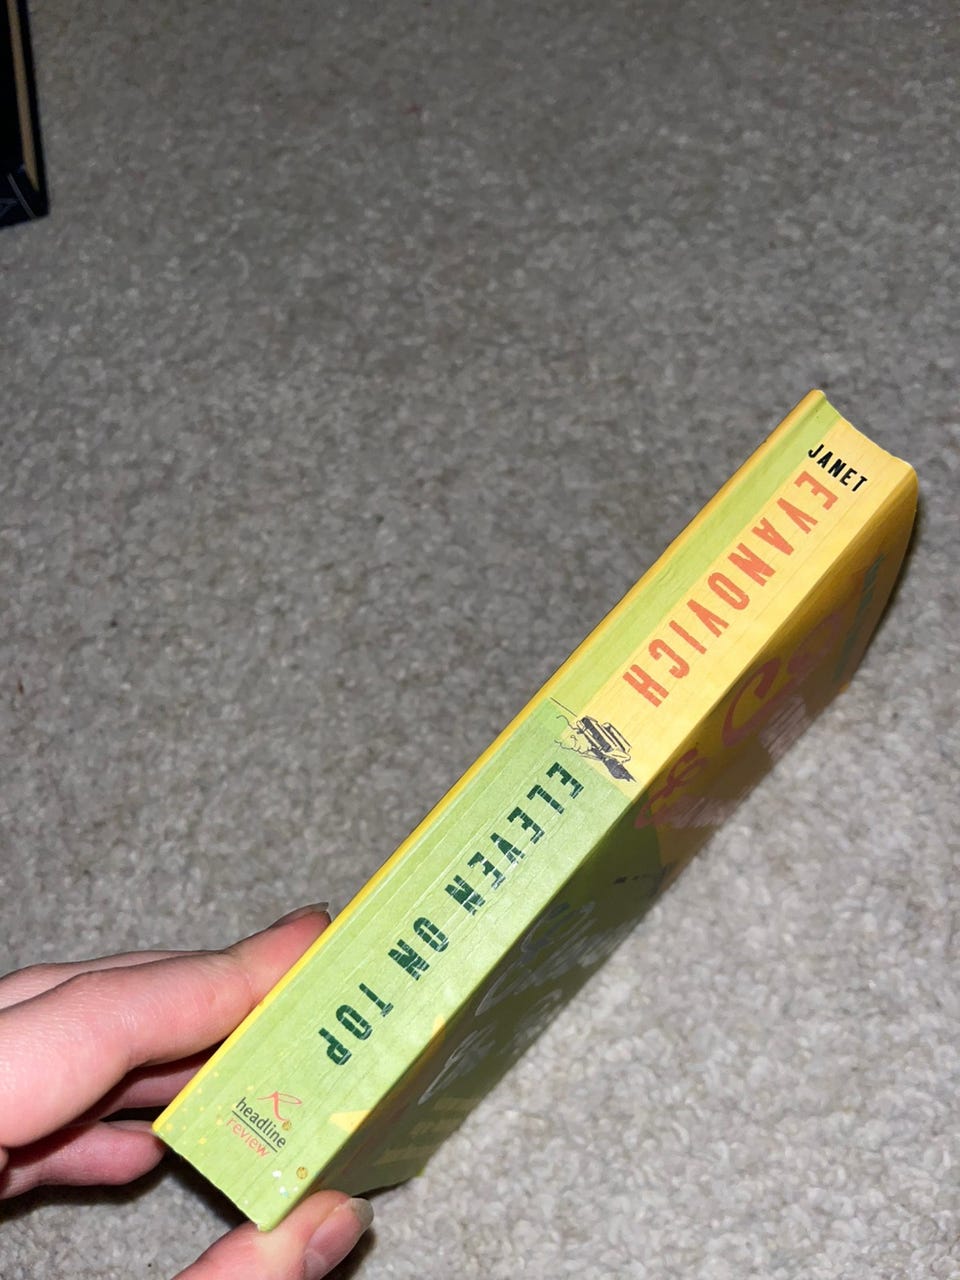 JANET
EVANOVICH
ELEVEN ON TOP
R
headline
review